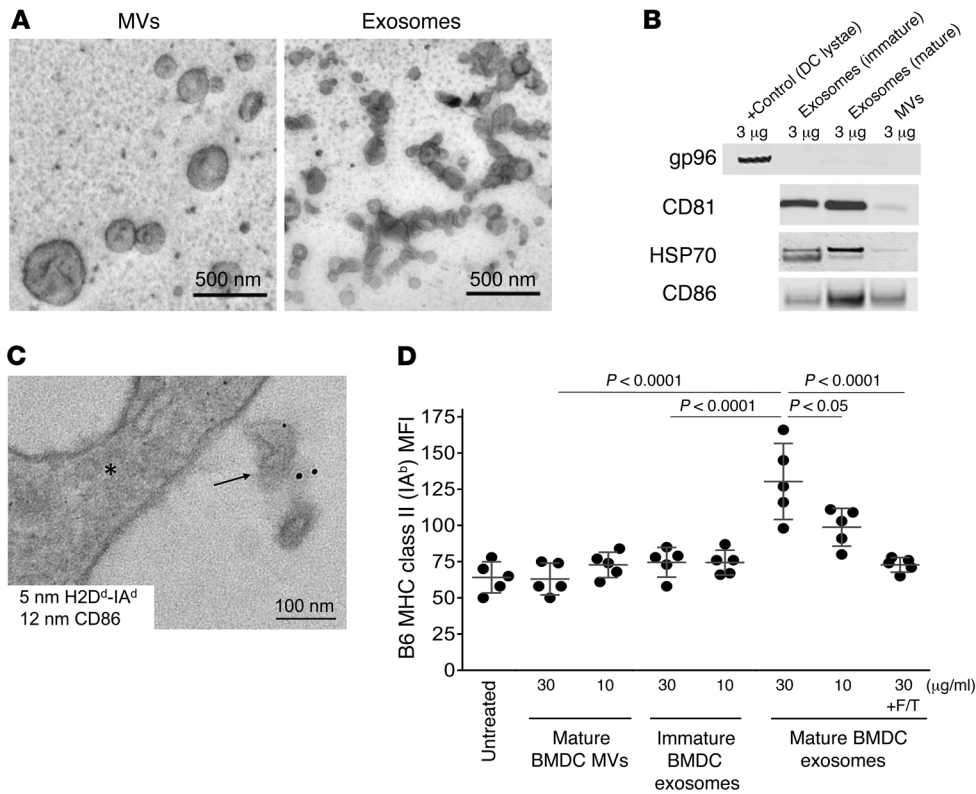 A
MVs
Exosomes
500 nm
500 nm
B
+Control (DC lystae)
Exosomes (immature)
Exosomes (mature)
MVs
3 μg 3 μg 3 μg 3 μg
gp96
CD81
HSP70
CD86
C
*
5 nm H2Dᵈ-IAᵈ
12 nm CD86
100 nm
D
P < 0.0001
P < 0.0001
P < 0.0001
P < 0.05
B6 MHC class II (IAᵇ) MFI
175
150
125
100
75
50
25
0
Untreated
30 10 30 10 30 10 30 (μg/ml)
+F/T
Mature
BMDC MVs
Immature
BMDC
exosomes
Mature BMDC
exosomes